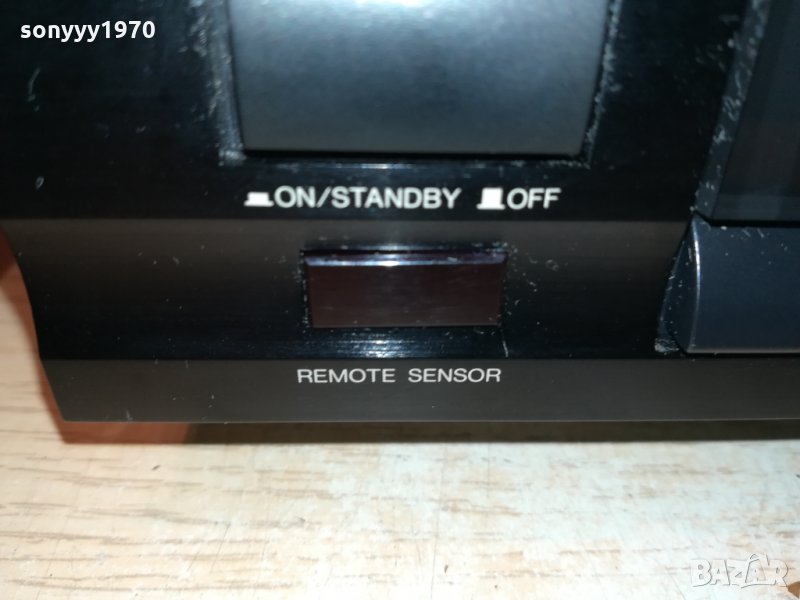 sonyyy1970
ON/STANDBY OFF
REMOTE SENSOR
BAZAR